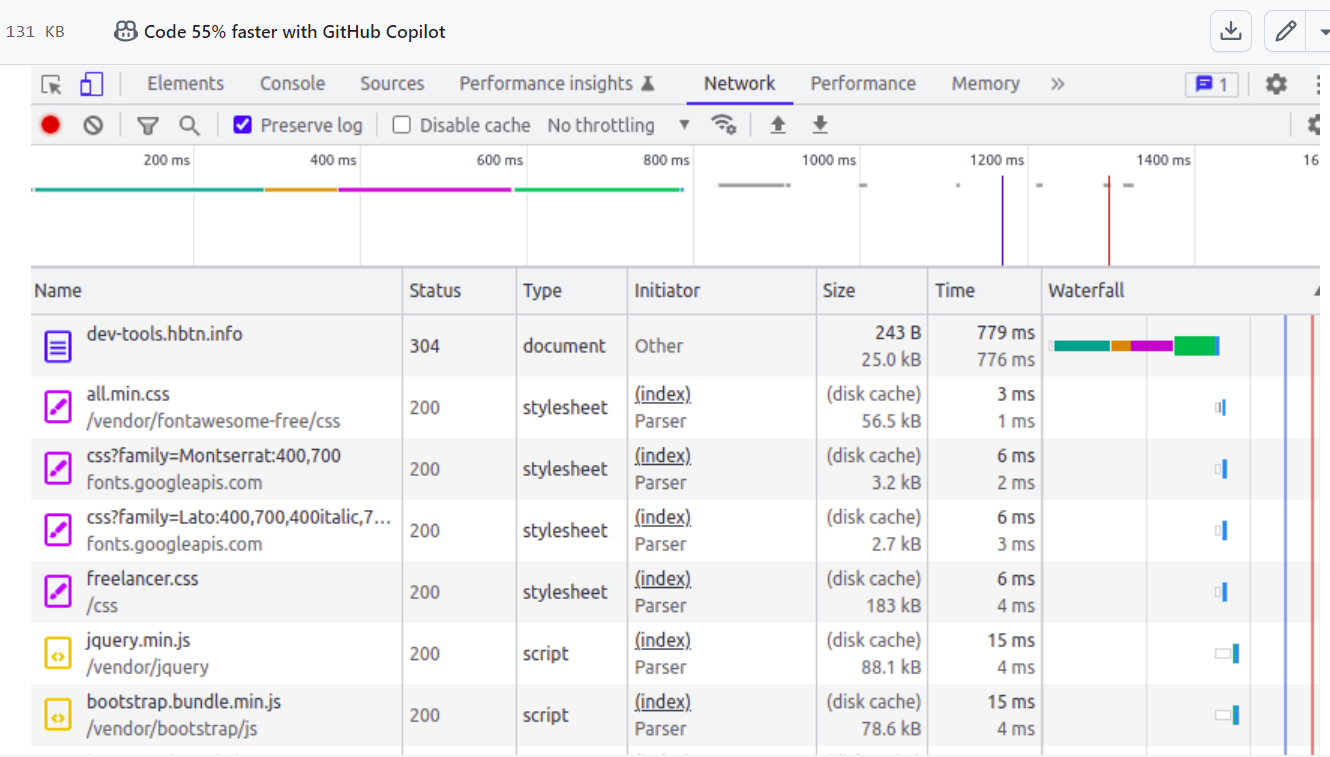 131 KB Code 55% faster with GitHub Copilot
Elements Console Sources Performance insights Network Performance Memory » 1
Preserve log Disable cache No throttling
200 ms 400 ms 600 ms 800 ms 1000 ms 1200 ms 1400 ms 16
Name Status Type Initiator Size Time Waterfall
dev-tools.hbtn.info 304 document Other 243 B 779 ms
25.0 kB 776 ms
all.min.css 200 stylesheet (index) (disk cache) 3 ms
/vendor/fontawesome-free/css Parser 56.5 kB 1 ms
css?family=Montserrat:400,700 200 stylesheet (index) (disk cache) 6 ms
fonts.googleapis.com Parser 3.2 kB 2 ms
css?family=Lato:400,700,400italic,7... 200 stylesheet (index) (disk cache) 6 ms
fonts.googleapis.com Parser 2.7 kB 3 ms
freelancer.css 200 stylesheet (index) (disk cache) 6 ms
/css Parser 183 kB 4 ms
jquery.min.js 200 script (index) (disk cache) 15 ms
/vendor/jquery Parser 88.1 kB 4 ms
bootstrap.bundle.min.js 200 script (index) (disk cache) 15 ms
/vendor/bootstrap/js Parser 78.6 kB 4 ms